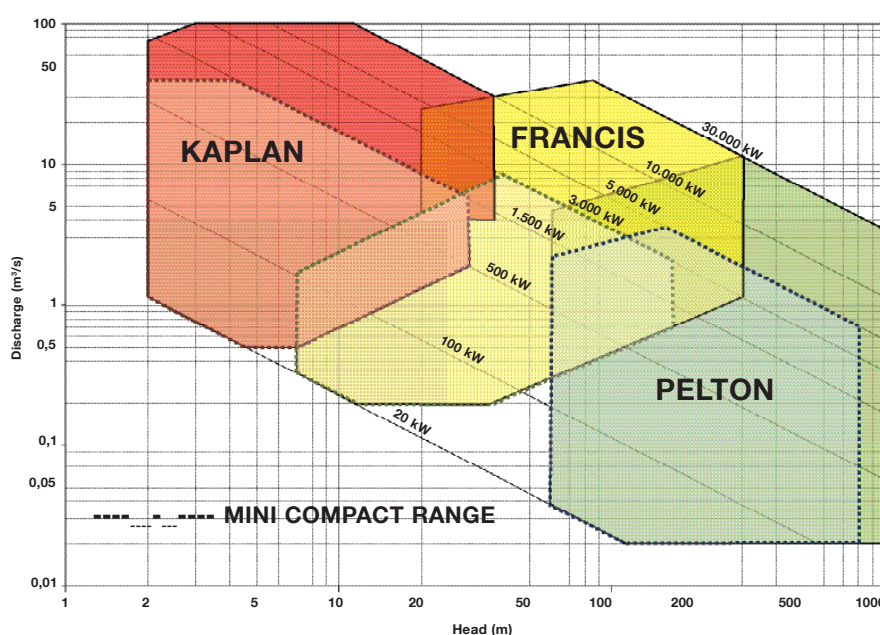 100
50
10
5
1
0,5
0,1
0,05
0,01
Discharge (m³/s)
KAPLAN
FRANCIS
PELTON
30.000 kW
10.000 kW
5.000 kW
3.000 kW
1.500 kW
500 kW
100 kW
20 kW
MINI COMPACT RANGE
1 2 5 10 20 50 100 200 500 1000
Head (m)